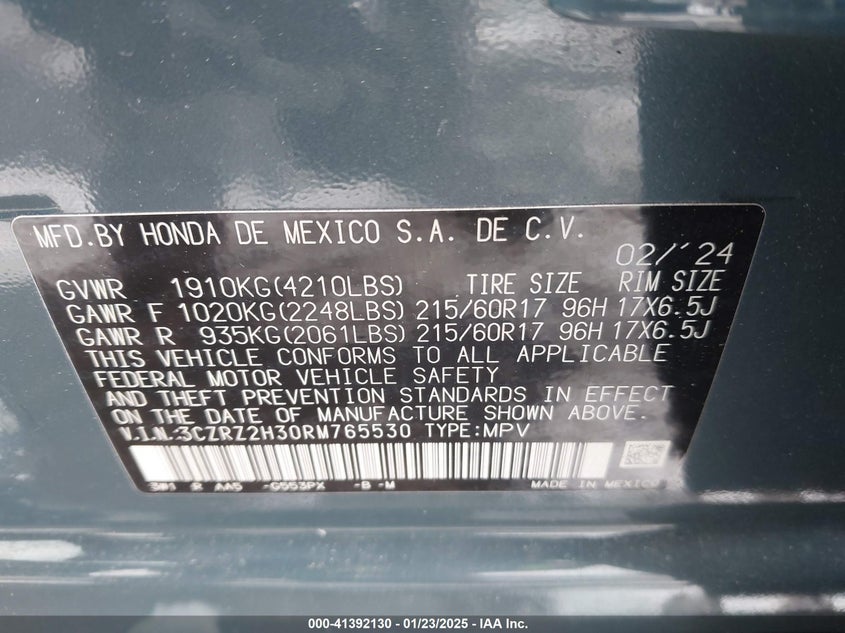 MFD.BY HONDA DE MEXICO S.A. DE C.V. 02/'24
GVWR 1910KG(4210LBS) TIRE SIZE RIM SIZE
GAWR F 1020KG(2248LBS) 215/60R17 96H 17X6.5J
GAWR R 935KG(2061LBS) 215/60R17 96H 17X6.5J
THIS VEHICLE CONFORMS TO ALL APPLICABLE
FEDERAL MOTOR VEHICLE SAFETY
AND THEFT PREVENTION STANDARDS IN EFFECT
ON THE DATE OF MANUFACTURE SHOWN ABOVE.
V.I.N.:3CZRZ2H30RM765530 TYPE:MPV
AA5 -G553PX -B -M MADE IN MEXICO
000-41392130 - 01/23/2025 - IAA Inc.